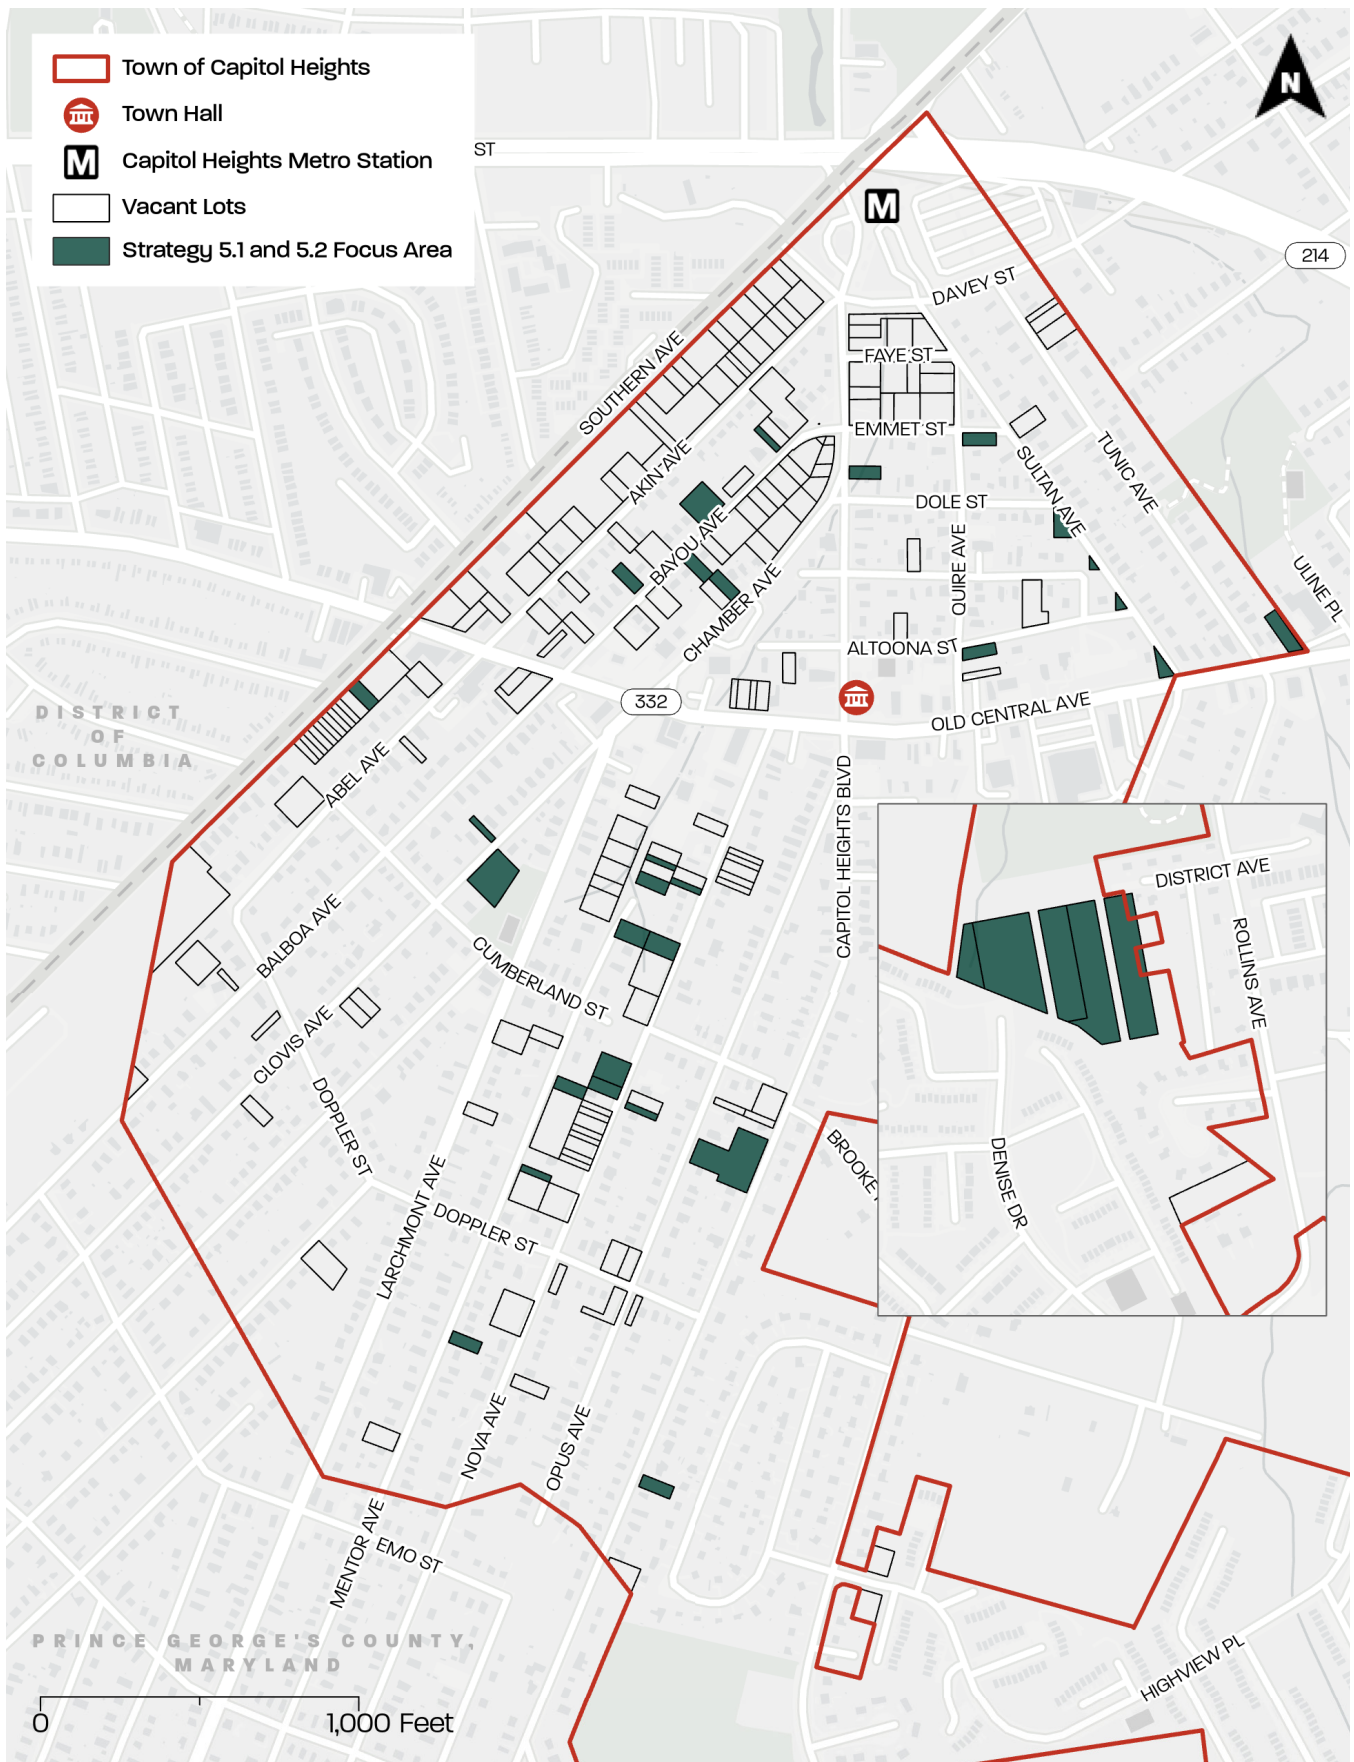 Town of Capitol Heights
Town Hall
M
Capitol Heights Metro Station
Vacant Lots
Strategy 5.1 and 5.2 Focus Area
N
ST
M
214
DAVEY ST
SOUTHERN AVE
FAYE ST
EMMET ST
AKIN AVE
SULTAN AVE
TUNIC AVE
DOLE ST
BAYOU AVE
QUIRE AVE
ULINE PL
CHAMBER AVE
ALTOONA ST
332
OLD CENTRAL AVE
DISTRICT
OF
COLUMBIA
ABEL AVE
CAPITOL HEIGHTS BLVD
DISTRICT AVE
BALBOA AVE
CUMBERLAND ST
ROLLINS AVE
CLOVIS AVE
DOPPLER ST
BROOKE
DENISE DR
LARCHMONT AVE
DOPPLER ST
NOVA AVE
OPUS AVE
MENTOR AVE
EMO ST
PRINCE GEORGE'S COUNTY,
MARYLAND
HIGHVIEW PL
0
1,000 Feet